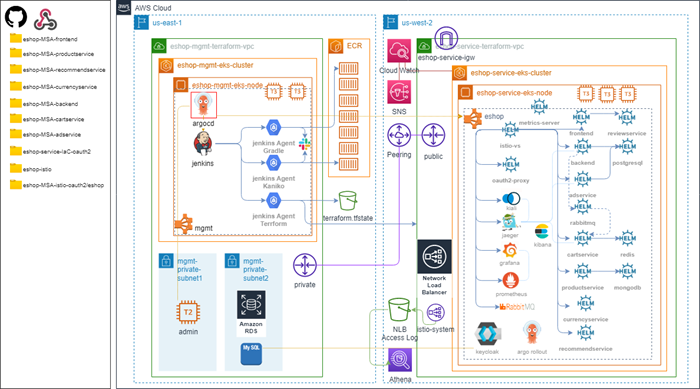 eshop-MSA-frontend
eshop-MSA-productservice
eshop-MSA-recommendservice
eshop-MSA-currencyservice
eshop-MSA-backend
eshop-MSA-cartservice
eshop-MSA-adservice
eshop-service-IaC-oauth2
eshop-istio
eshop-MSA-istio-oauth2/eshop
aws
AWS Cloud
us-east-1
eshop-mgmt-terraform-vpc
eshop-mgmt-eks-cluster
eshop-mgmt-eks-node
T3
T3
argocd
jenkins
jenkins Agent
Gradle
jenkins Agent
Kaniko
jenkins Agent
Terrform
mgmt
ECR
terraform.tfstate
mgmt-
private-
subnet1
T2
admin
mgmt-
private-
subnet2
Amazon
RDS
My SQL
private
us-west-2
eshop-service-terraform-vpc
eshop-service-igw
Cloud Watch
SNS
Peering
public
Network
Load
Balancer
NLB
Access Log
istio-system
Athena
eshop-service-eks-cluster
eshop-service-eks-node
T3
T3
T3
eshop
metrics-server
HELM
istio-vs
HELM
frontend
HELM
reviewservice
HELM
oauth2-proxy
HELM
backend
HELM
postgresql
kiali
adservice
jaeger
kibana
rabbitmq
HELM
grafana
cartservice
HELM
redis
prometheus
productservice
HELM
mongodb
RabbitMQ
HELM
currencyservice
HELM
recommendservice
keycloak
argo rollout